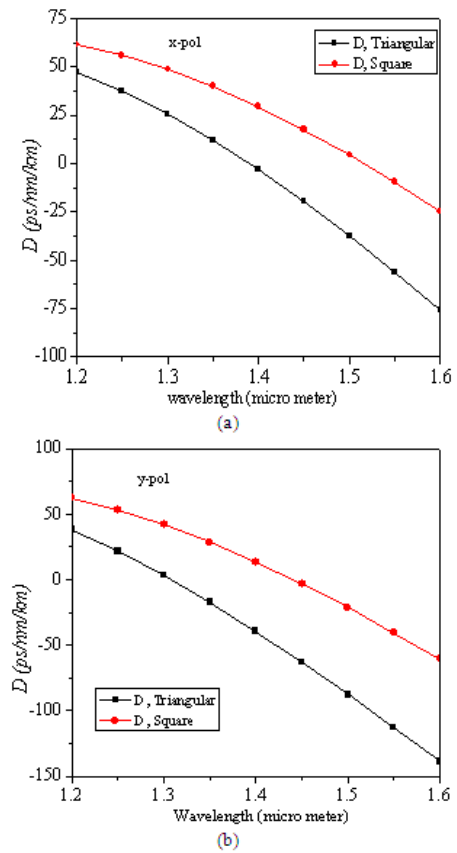 75
50
25
0
-25
-50
-75
-100
D (ps/nm/km)
x-pol
D, Triangular
D, Square
1.2 1.3 1.4 1.5 1.6
wavelength (micro meter)
(a)
100
50
0
-50
-100
-150
D (ps/nm/km)
y-pol
D , Triangular
D , Square
1.2 1.3 1.4 1.5 1.6
Wavelength (micro meter)
(b)